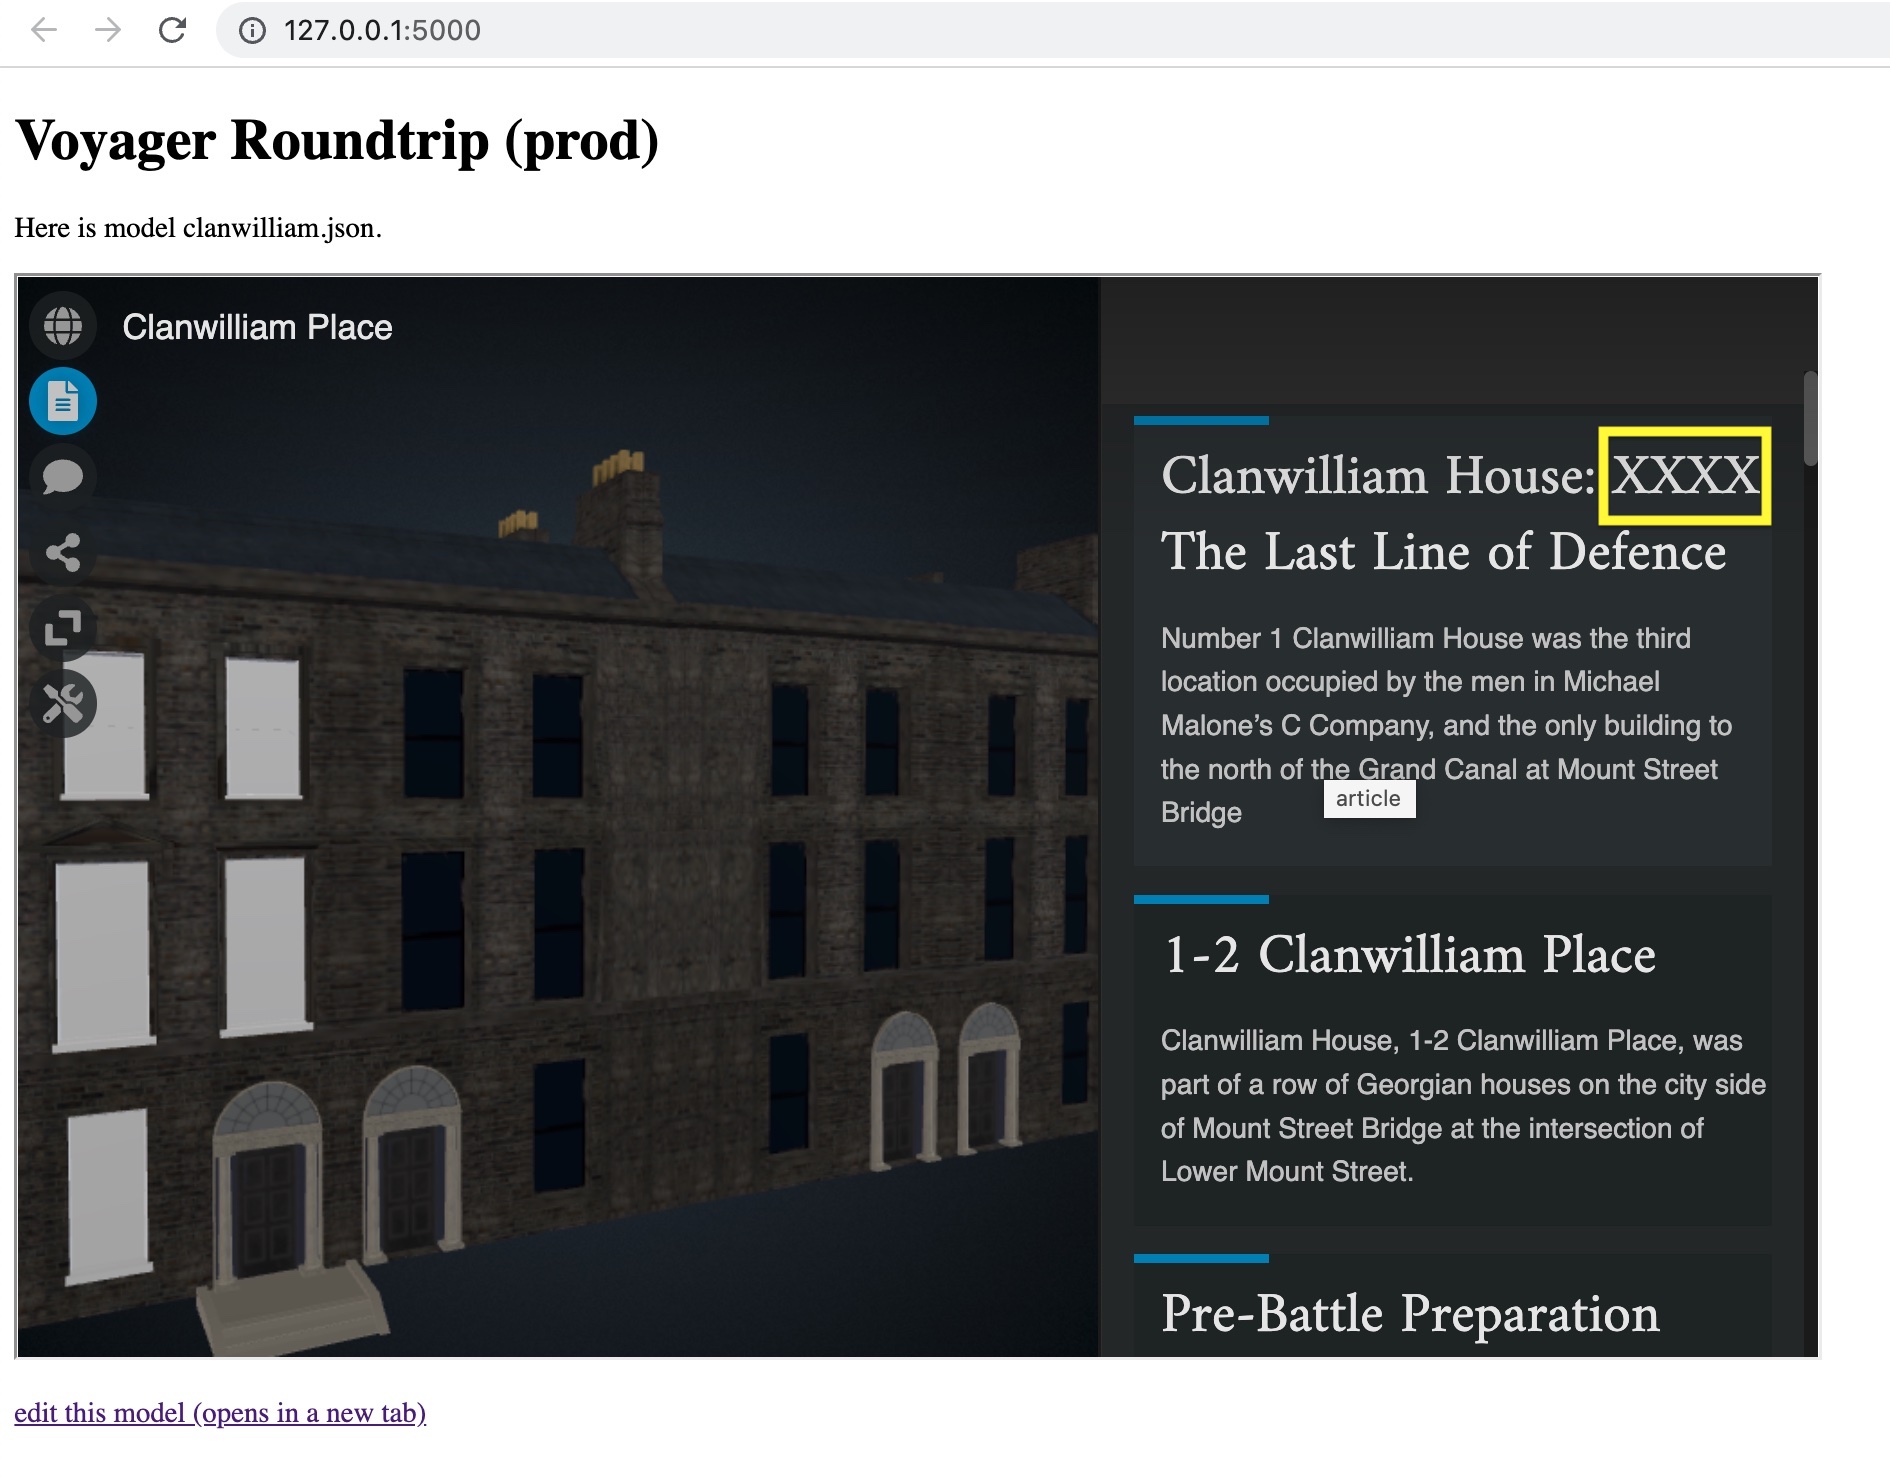 127.0.0.1:5000
Voyager Roundtrip (prod)
Here is model clanwilliam.json.
Clanwilliam Place
Clanwilliam House: XXXX
The Last Line of Defence
Number 1 Clanwilliam House was the third
location occupied by the men in Michael
Malone’s C Company, and the only building to
the north of the Grand Canal at Mount Street
Bridge
article
1-2 Clanwilliam Place
Clanwilliam House, 1-2 Clanwilliam Place, was
part of a row of Georgian houses on the city side
of Mount Street Bridge at the intersection of
Lower Mount Street.
Pre-Battle Preparation
edit this model (opens in a new tab)